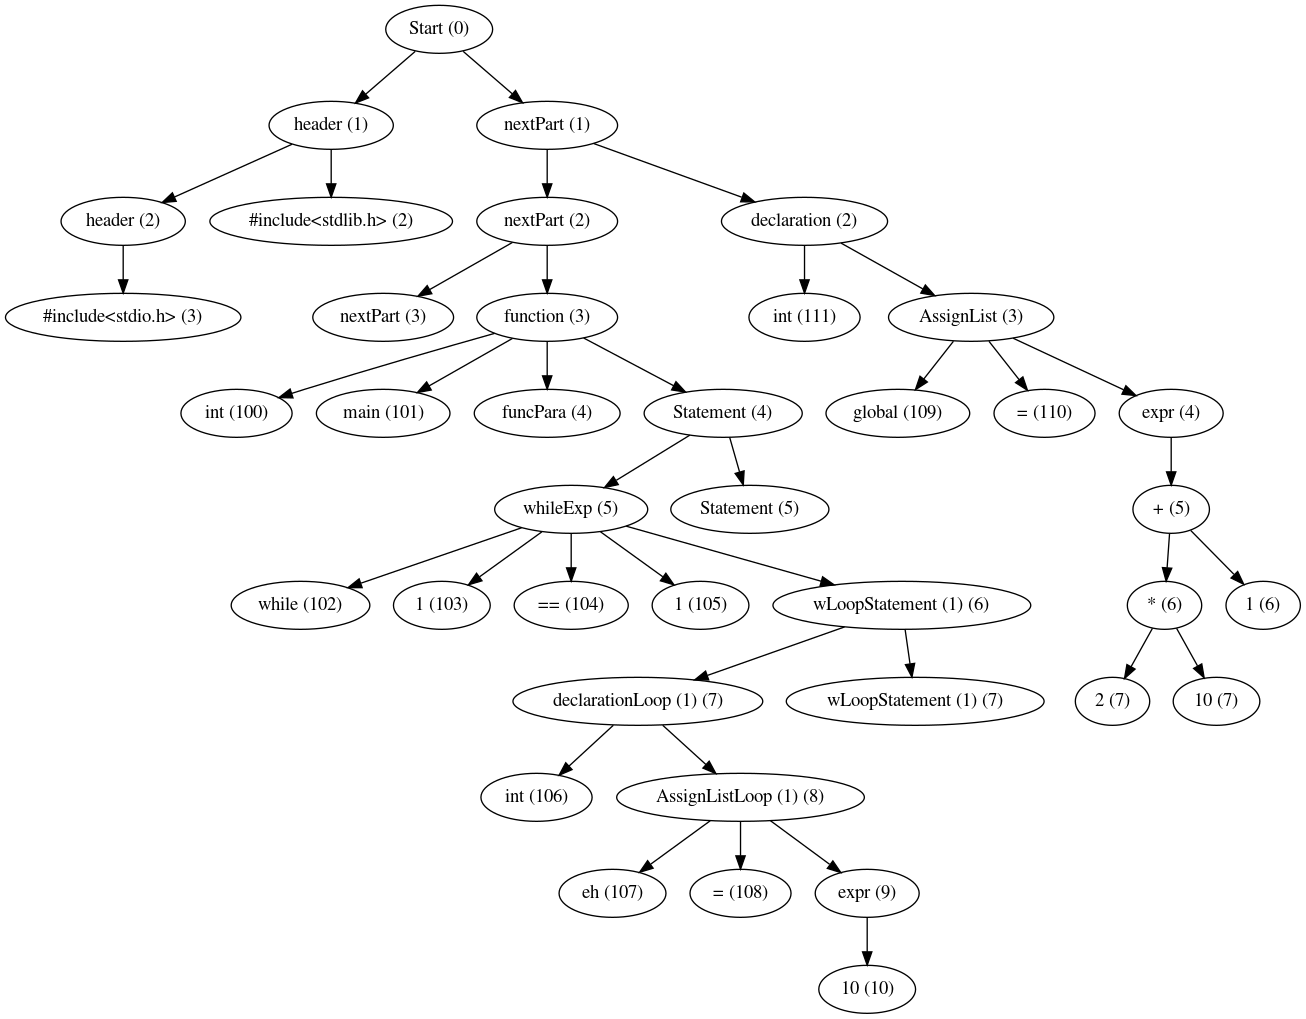 Start (0)
header (1)
nextPart (1)
header (2)
#include<stdlib.h> (2)
nextPart (2)
declaration (2)
#include<stdio.h> (3)
nextPart (3)
function (3)
int (111)
AssignList (3)
int (100)
main (101)
funcPara (4)
Statement (4)
global (109)
= (110)
expr (4)
whileExp (5)
Statement (5)
+ (5)
while (102)
1 (103)
== (104)
1 (105)
wLoopStatement (1) (6)
* (6)
1 (6)
declarationLoop (1) (7)
wLoopStatement (1) (7)
2 (7)
10 (7)
int (106)
AssignListLoop (1) (8)
eh (107)
= (108)
expr (9)
10 (10)